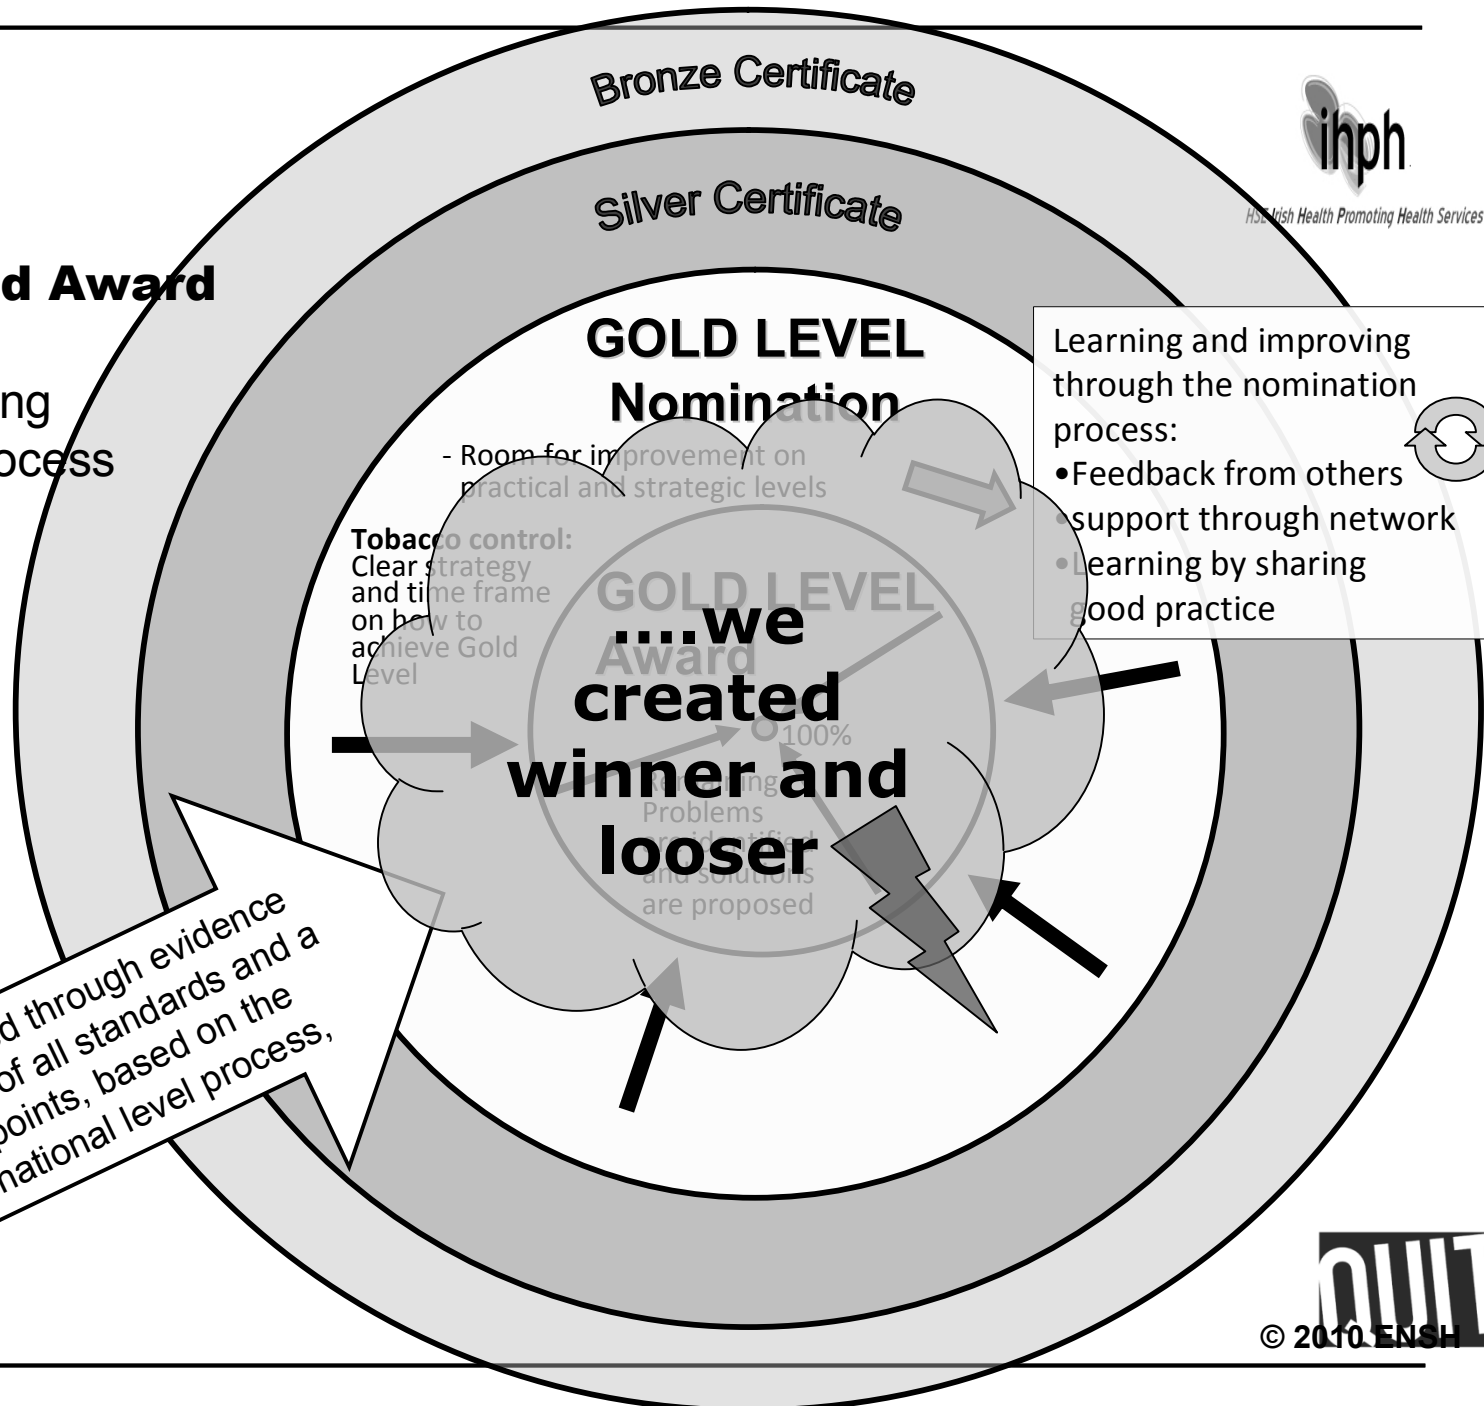 Bronze Certificate
Silver Certificate
ihph
HSE Irish Health Promoting Health Services
d Award
ng
ocess
GOLD LEVEL
Nomination
- Room for improvement on
practical and strategic levels
Tobacco control:
Clear strategy
and time frame
on how to
achieve Gold
Level
Learning and improving
through the nomination
process:
•Feedback from others
•support through network
•Learning by sharing
good practice
GOLD LEVEL
Award
100%
Remaining
Problems
are identified
and solutions
are proposed
....we
created
winner and
looser
d through evidence
of all standards and a
points, based on the
national level process,
QUIT
© 2010 ENSH